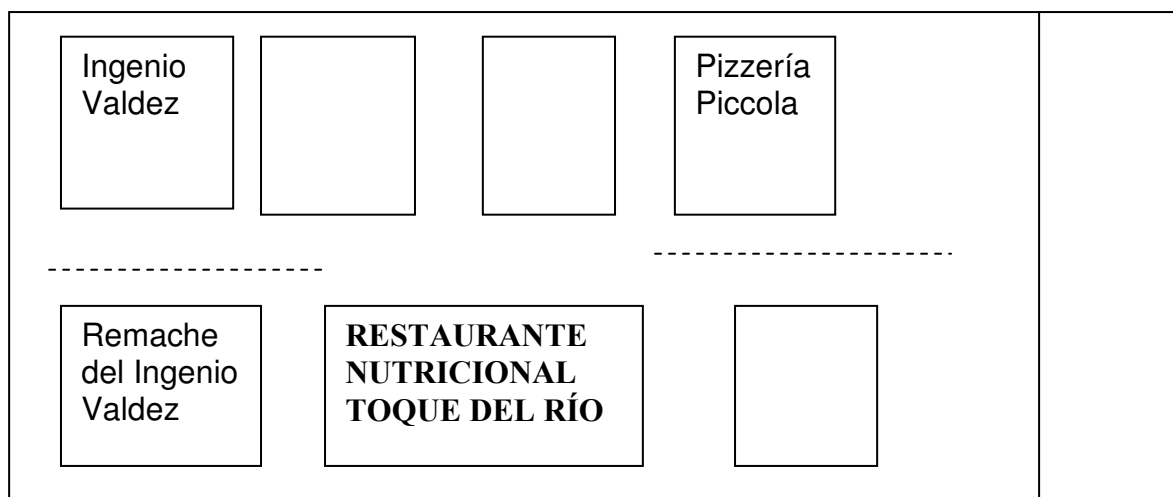 Ingenio
Valdez
Pizzería
Piccola
Remache
del Ingenio
Valdez
RESTAURANTE
NUTRICIONAL
TOQUE DEL RÍO